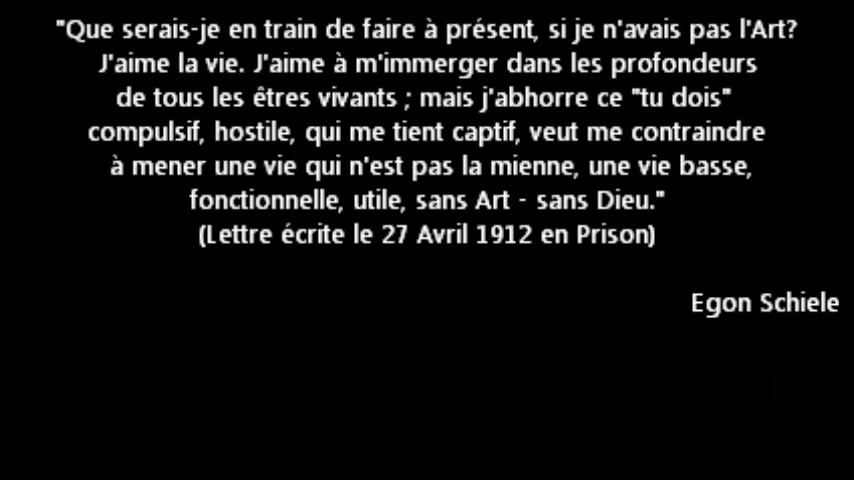 "Que serais-je en train de faire à présent, si je n'avais pas l'Art?
J'aime la vie. J'aime à m'immerger dans les profondeurs
de tous les êtres vivants ; mais j'abhorre ce "tu dois"
compulsif, hostile, qui me tient captif, veut me contraindre
à mener une vie qui n'est pas la mienne, une vie basse,
fonctionnelle, utile, sans Art - sans Dieu."
(Lettre écrite le 27 Avril 1912 en Prison)
Egon Schiele